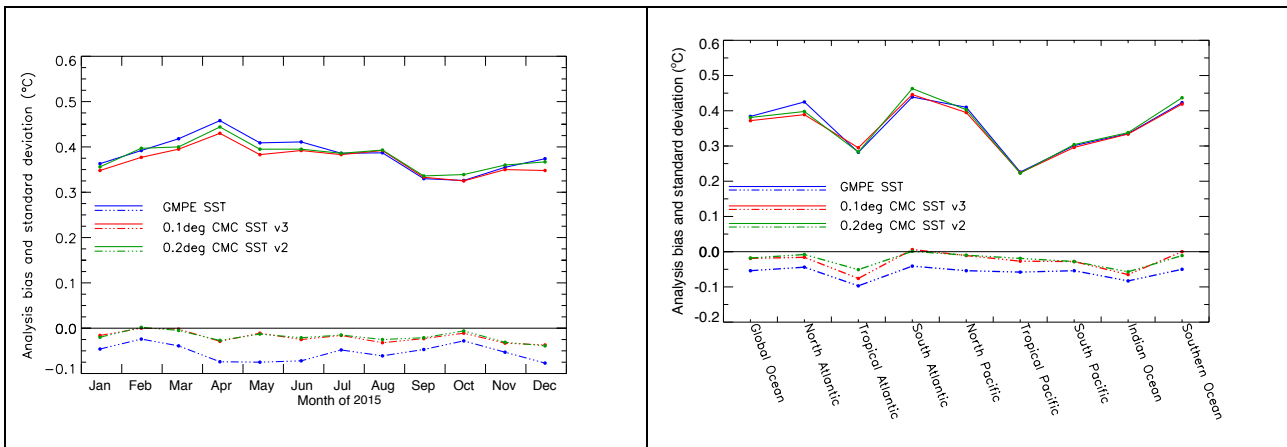 Analysis bias and standard deviation (°C)
0.6
0.5
0.4
0.3
0.2
0.1
0.0
−0.1
GMPE SST
0.1deg CMC SST v3
0.2deg CMC SST v2
Jan Feb Mar Apr May Jun Jul Aug Sep Oct Nov Dec
Month of 2015
Analysis bias and standard deviation (°C)
0.6
0.5
0.4
0.3
0.2
0.1
0.0
-0.1
-0.2
GMPE SST
0.1deg CMC SST v3
0.2deg CMC SST v2
Global Ocean
North Atlantic
Tropical Atlantic
South Atlantic
North Pacific
Tropical Pacific
South Pacific
Indian Ocean
Southern Ocean